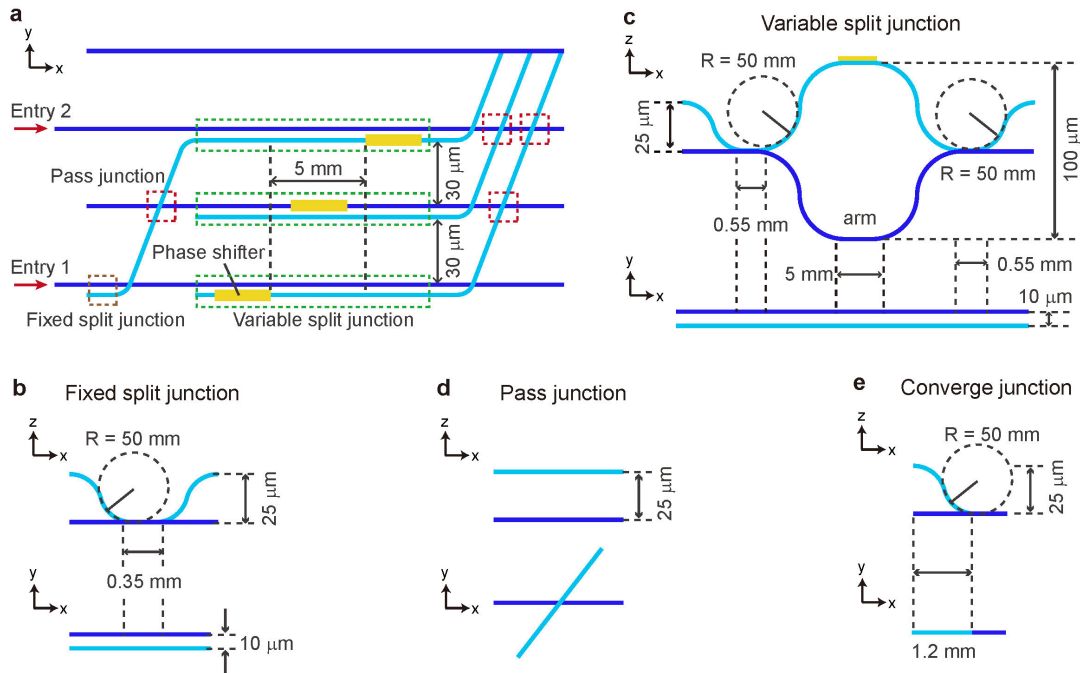 a
y
x
Entry 2
Pass junction
5 mm
30 μm
30 μm
Phase shifter
Entry 1
Fixed split junction
Variable split junction
b
Fixed split junction
z
x
R = 50 mm
25 μm
0.35 mm
y
x
10 μm
c
Variable split junction
z
x
R = 50 mm
25 μm
100 μm
R = 50 mm
0.55 mm
arm
5 mm
0.55 mm
y
x
10 μm
d
Pass junction
z
x
25 μm
y
x
e
Converge junction
z
x
R = 50 mm
25 μm
y
x
1.2 mm